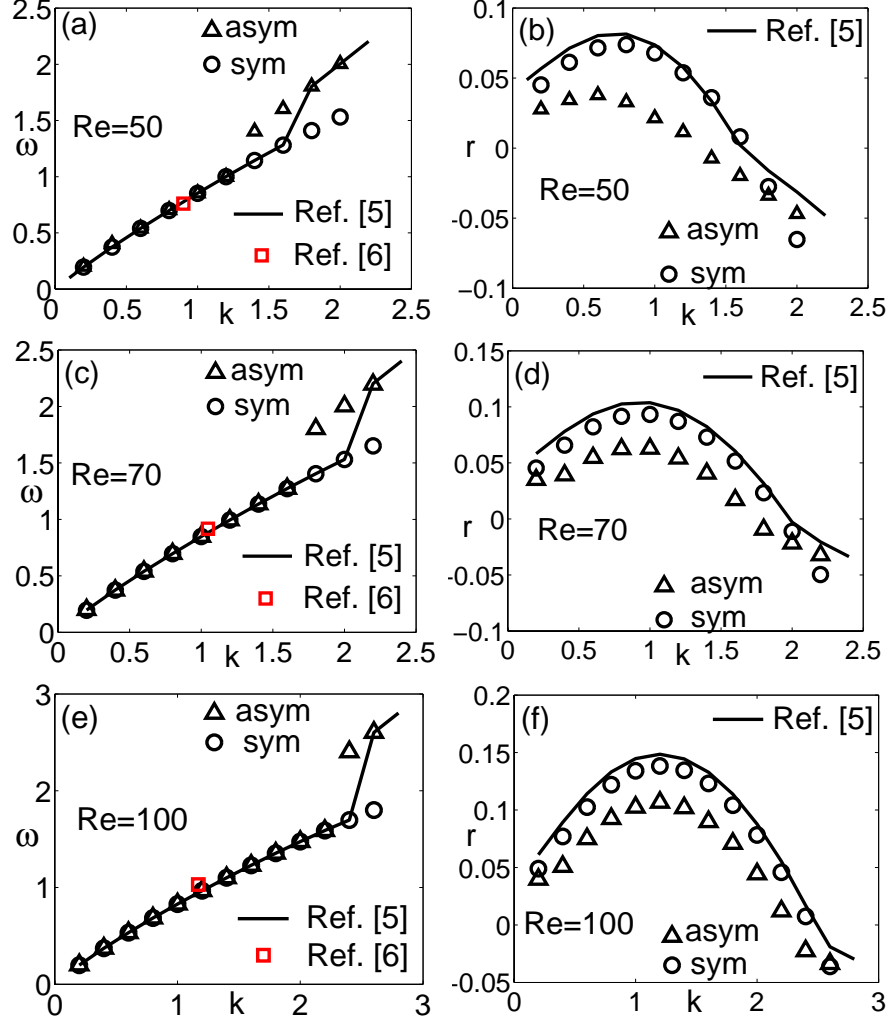 (a)
asym
sym
Re=50
Ref. [5]
Ref. [6]
ω
2.5
2
1.5
1
0.5
0
0 0.5 1 1.5 2 2.5
k
(b)
Ref. [5]
Re=50
asym
sym
r
0.1
0.05
0
−0.05
−0.1
0 0.5 1 1.5 2 2.5
k
(c)
asym
sym
Re=70
Ref. [5]
Ref. [6]
ω
2.5
2
1.5
1
0.5
0
0 0.5 1 1.5 2 2.5
k
(d)
Ref. [5]
Re=70
asym
sym
r
0.15
0.1
0.05
0
−0.05
−0.1
0 0.5 1 1.5 2 2.5
k
(e)
asym
sym
Re=100
Ref. [5]
Ref. [6]
ω
3
2
1
0
0 1 2 3
k
(f)
Ref. [5]
Re=100
asym
sym
r
0.2
0.15
0.1
0.05
0
-0.05
0 1 2 3
k